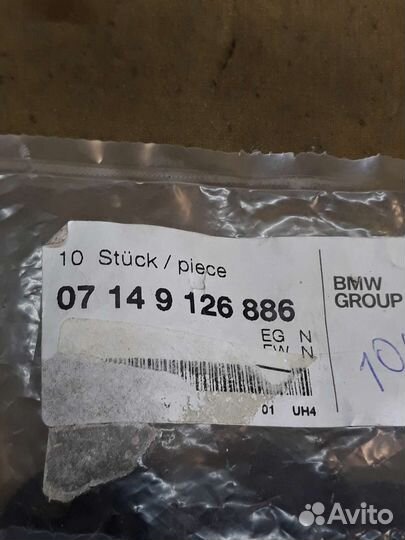 10 Stück / piece
07 14 9 126 886
EG N
EW N
01 UH4
BMW
GROUP
Avito